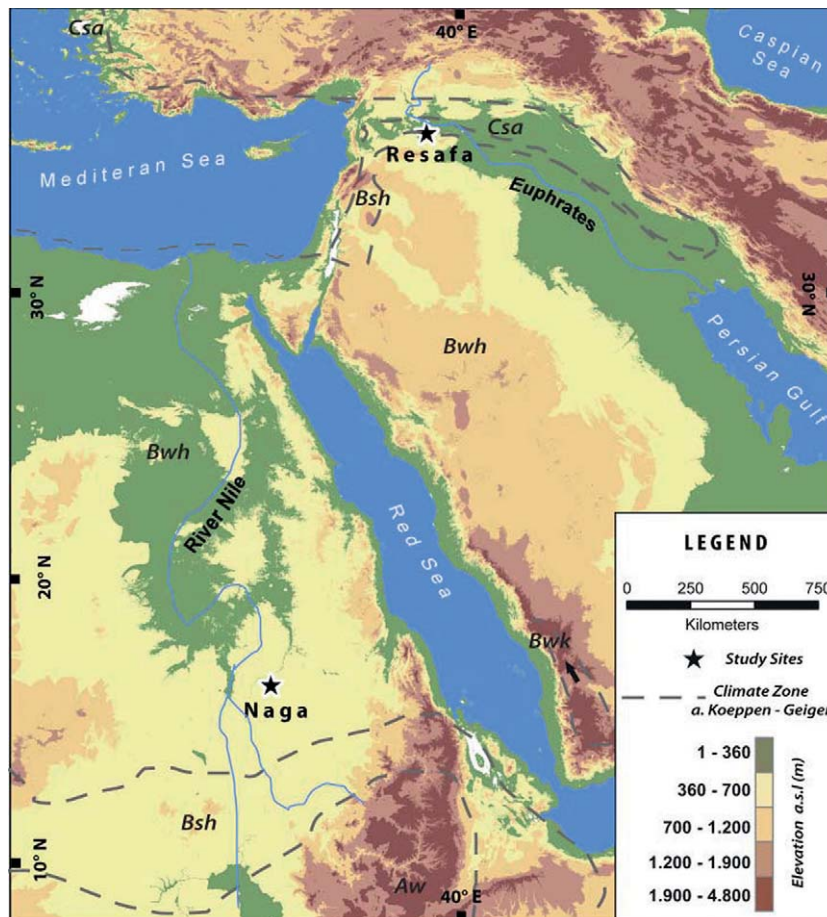 40° E
Csa
Caspian
Sea
Csa
Resafa
Mediteran Sea
Euphrates
Bsh
30° N
30° N
Persian Gulf
Bwh
Bwh
River Nile
Red Sea
20° N
Bwk
Naga
Bsh
10° N
Aw
40° E
LEGEND
0 250 500 750
Kilometers
Study Sites
Climate Zone
a. Koeppen - Geiger
1 - 360
360 - 700
700 - 1.200
1.200 - 1.900
1.900 - 4.800
Elevation a.s.l (m)